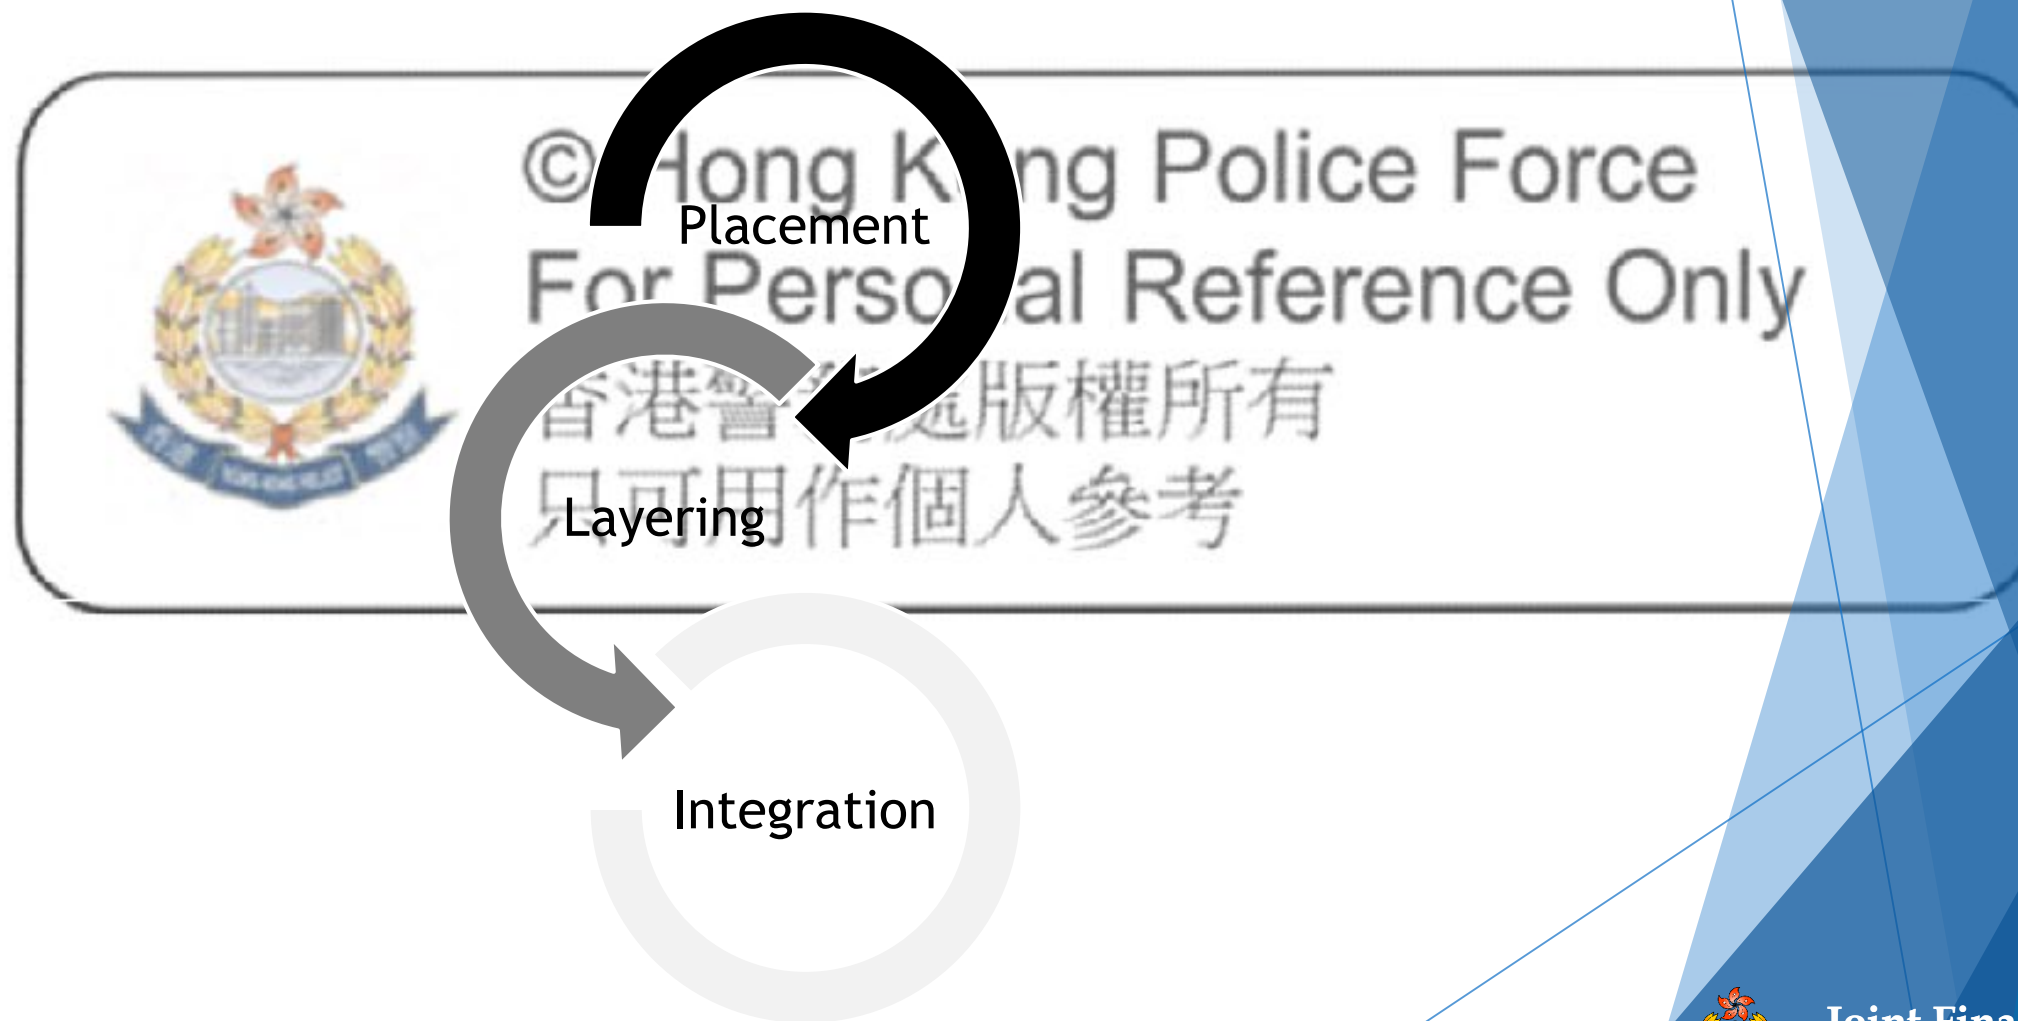 © Hong Kong Police Force
Placement
For Personal Reference Only
香港警務處版權所有
只可用作個人參考
Layering
Integration
Joint